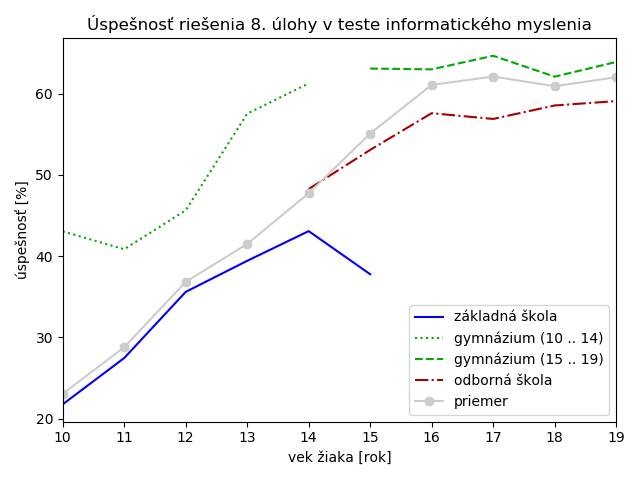 Úspešnosť riešenia 8. úlohy v teste informatického myslenia
úspešnosť [%]
60
50
40
30
20
10 11 12 13 14 15 16 17 18 19
vek žiaka [rok]
základná škola
gymnázium (10 .. 14)
gymnázium (15 .. 19)
odborná škola
priemer